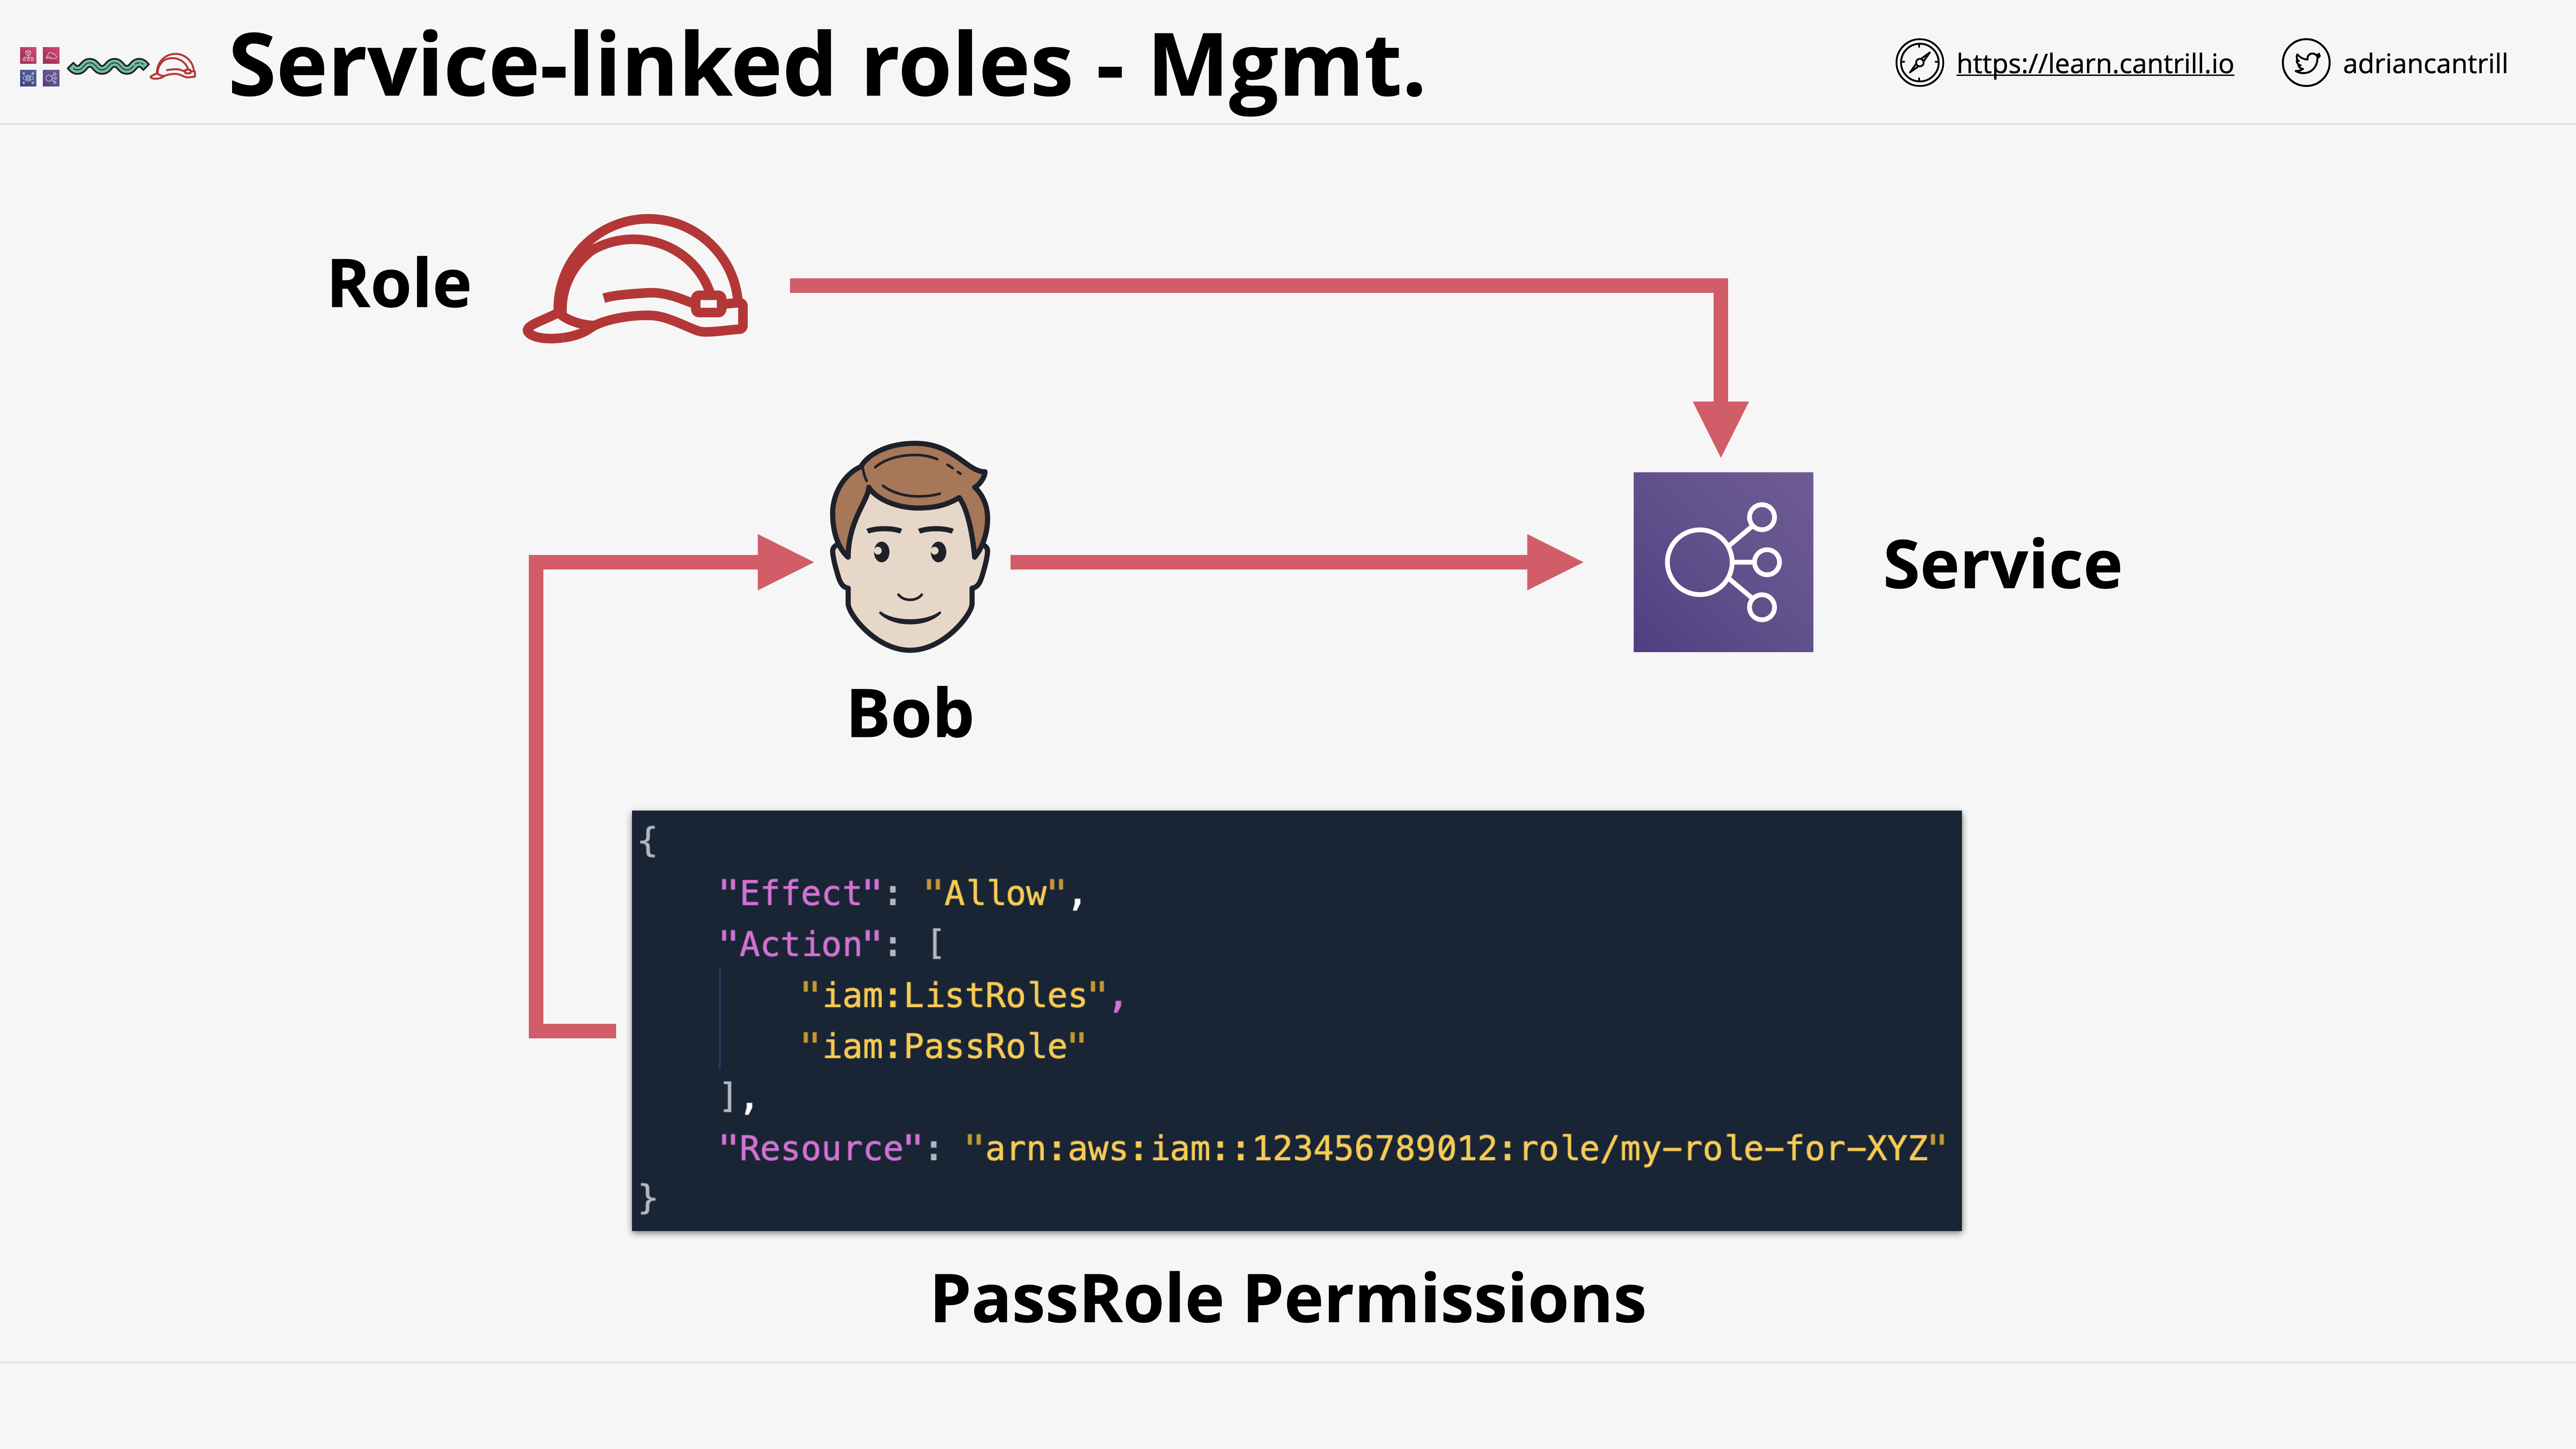 Service-linked roles - Mgmt.
https://learn.cantrill.io
adriancantrill
Role
Service
Bob
{
    "Effect": "Allow",
    "Action": [
        "iam:ListRoles",
        "iam:PassRole"
    ],
    "Resource": "arn:aws:iam::123456789012:role/my-role-for-XYZ"
}
PassRole Permissions